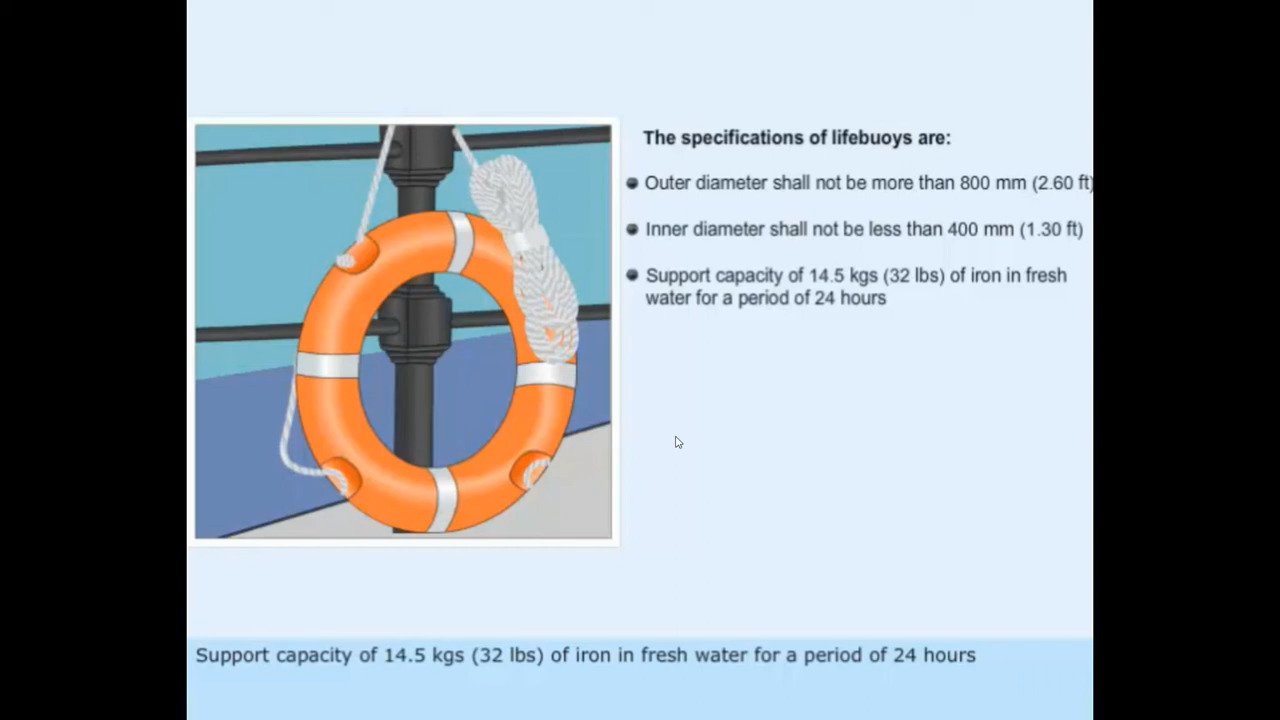 The specifications of lifebuoys are:
Outer diameter shall not be more than 800 mm (2.60 ft)
Inner diameter shall not be less than 400 mm (1.30 ft)
Support capacity of 14.5 kgs (32 lbs) of iron in fresh
water for a period of 24 hours
Support capacity of 14.5 kgs (32 lbs) of iron in fresh water for a period of 24 hours